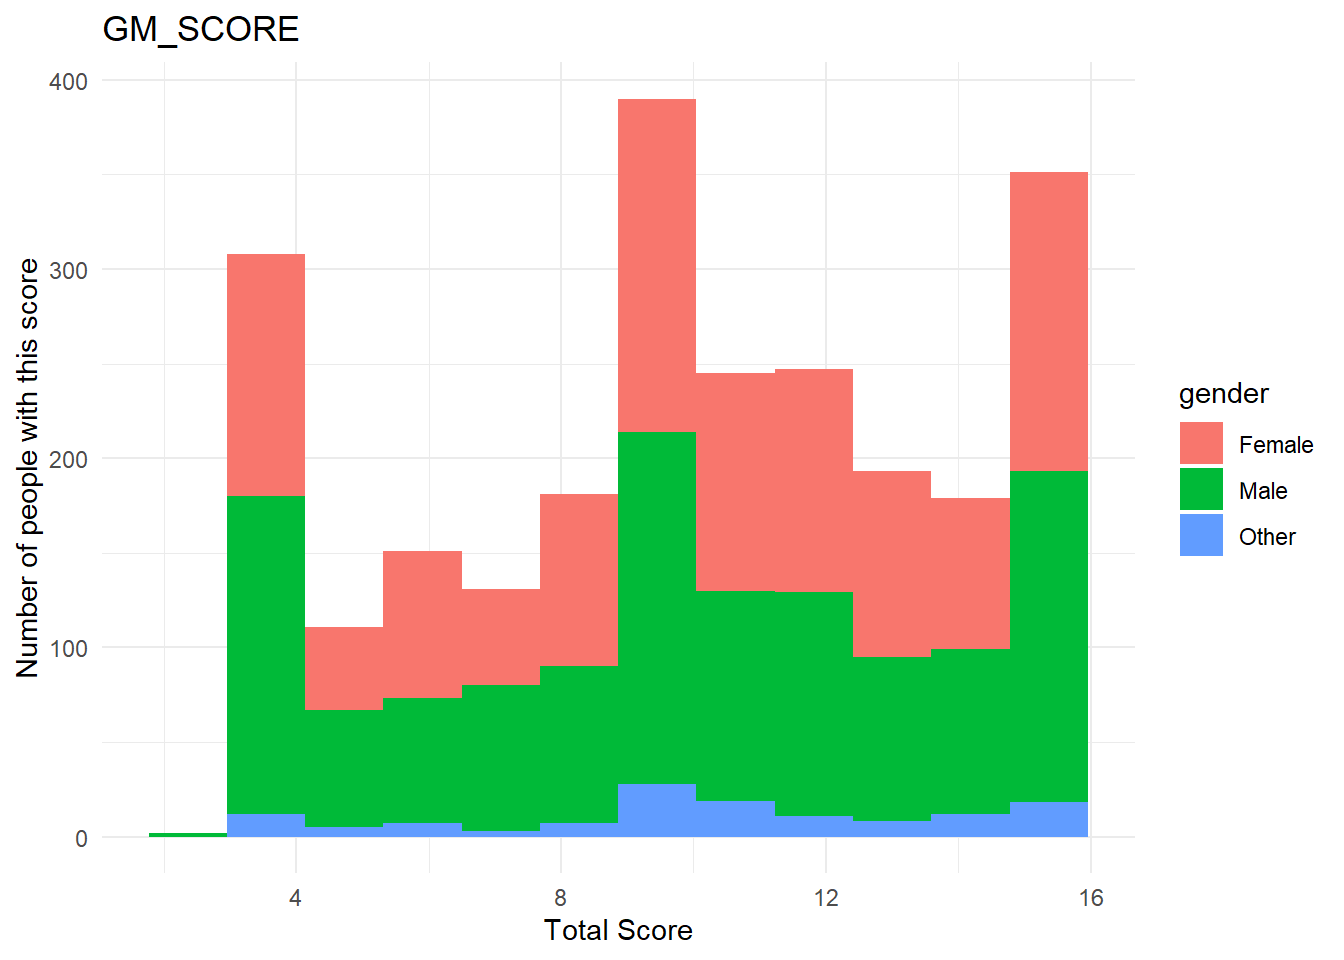 GM_SCORE
400
300
200
100
0
Number of people with this score
4 8 12 16
Total Score
gender
Female
Male
Other